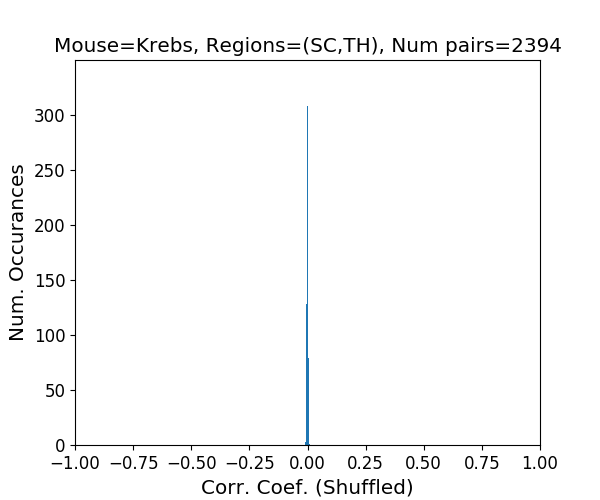 Mouse=Krebs, Regions=(SC,TH), Num pairs=2394
300
250
200
150
100
50
0
Num. Occurances
−1.00 −0.75 −0.50 −0.25 0.00 0.25 0.50 0.75 1.00
Corr. Coef. (Shuffled)